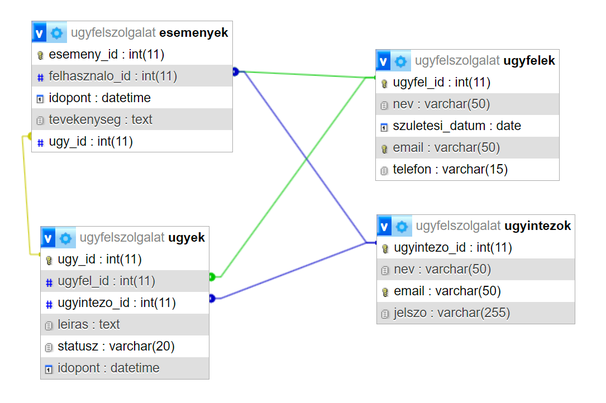 v ugyfelszolgalat esemenyek
esemeny_id : int(11)
# felhasznalo_id : int(11)
idopont : datetime
tevekenyseg : text
# ugy_id : int(11)
v ugyfelszolgalat ugyfelek
ugyfel_id : int(11)
nev : varchar(50)
szuletesi_datum : date
email : varchar(50)
telefon : varchar(15)
v ugyfelszolgalat ugyek
ugy_id : int(11)
# ugyfel_id : int(11)
# ugyintezo_id : int(11)
leiras : text
statusz : varchar(20)
idopont : datetime
v ugyfelszolgalat ugyintezok
ugyintezo_id : int(11)
nev : varchar(50)
email : varchar(50)
jelszo : varchar(255)